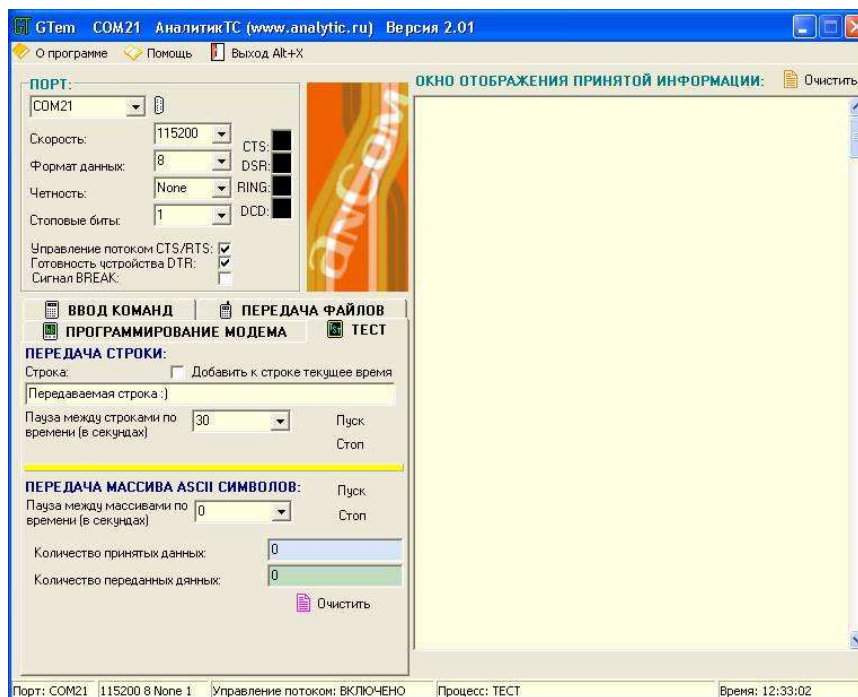 GTem COM21 АналитикТС (www.analytic.ru) Версия 2.01
О программе Помощь Выход Alt+X
ПОРТ:
COM21
Скорость: 115200
Формат данных: 8
Четность: None
Стоповые биты: 1
CTS:
DSR:
RING:
DCD:
Управление потоком CTS/RTS:
Готовность устройства DTR:
Сигнал BREAK:
AnCom
ОКНО ОТОБРАЖЕНИЯ ПРИНЯТОЙ ИНФОРМАЦИИ: Очистить
ВВОД КОМАНД ПЕРЕДАЧА ФАЙЛОВ
ПРОГРАММИРОВАНИЕ МОДЕМА ТЕСТ
ПЕРЕДАЧА СТРОКИ:
Строка: Добавить к строке текущее время
Передаваемая строка :)
Пауза между строками по
времени (в секундах)
30
Пуск
Стоп
ПЕРЕДАЧА МАССИВА ASCII СИМВОЛОВ:
Пауза между массивами по
времени (в секундах)
0
Пуск
Стоп
Количество принятых данных: 0
Количество переданных дянных: 0
Очистить
Порт: COM21 115200 8 None 1 Управление потоком: ВКЛЮЧЕНО Процесс: ТЕСТ Время: 12:33:02